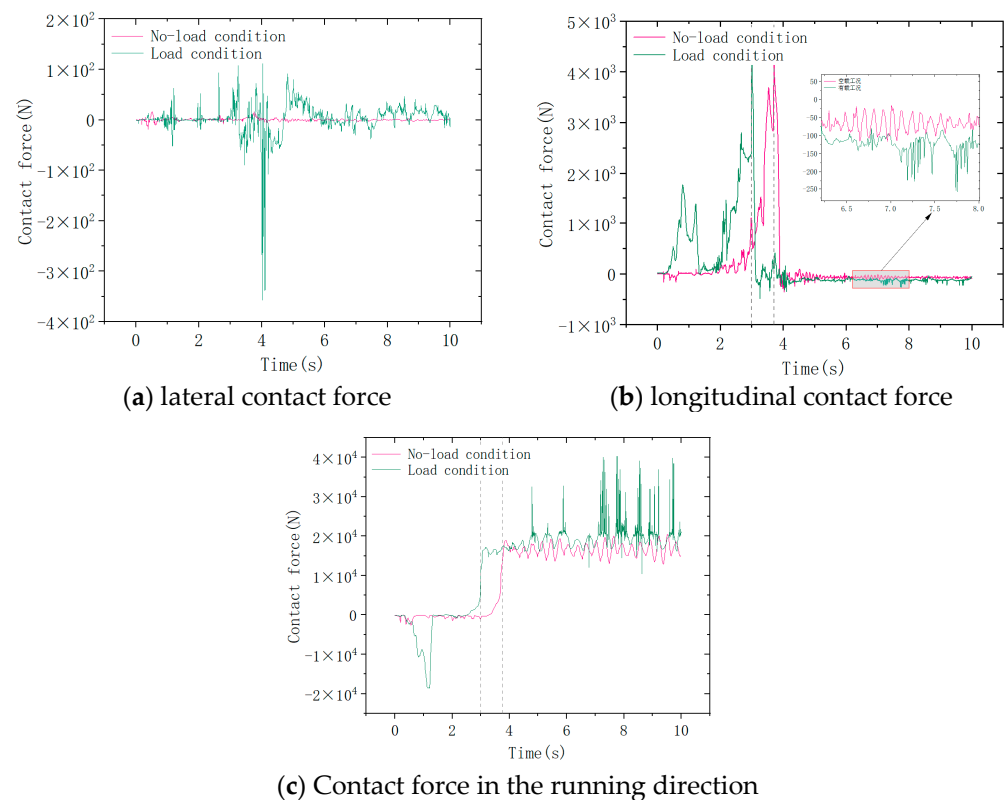 2×10²
1×10²
0
−1×10²
−2×10²
−3×10²
−4×10²
Contact force(N)
No-load condition
Load condition
0 2 4 6 8 10
Time(s)
(a) lateral contact force
5×10³
4×10³
3×10³
2×10³
1×10³
0
−1×10³
Contact force(N)
No-load condition
Load condition
空载工况
50
0
−50
−100
−150
−200
−250
6.5 7.0 7.5 8.0
0 2 4 6 8 10
Time(s)
(b) longitudinal contact force
4×10⁴
3×10⁴
2×10⁴
1×10⁴
0
−1×10⁴
−2×10⁴
Contact force(N)
No-load condition
Load condition
0 2 4 6 8 10
Time(s)
(c) Contact force in the running direction